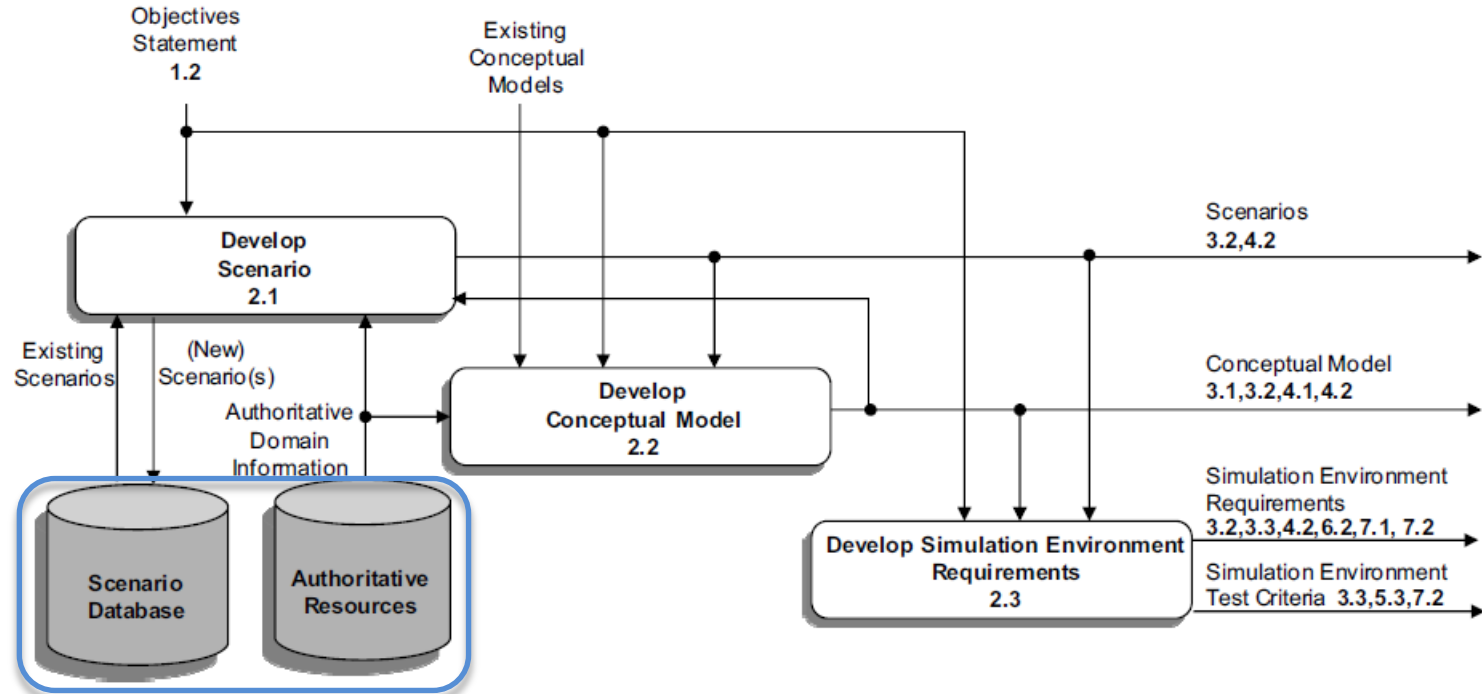 Objectives
Statement
1.2
Existing
Conceptual
Models
Develop
Scenario
2.1
Scenarios
3.2,4.2
Existing
Scenarios
(New)
Scenario(s)
Authoritative
Domain
Information
Develop
Conceptual Model
2.2
Conceptual Model
3.1,3.2,4.1,4.2
Scenario
Database
Authoritative
Resources
Develop Simulation Environment
Requirements
2.3
Simulation Environment
Requirements
3.2,3.3,4.2,6.2,7.1, 7.2
Simulation Environment
Test Criteria 3.3,5.3,7.2